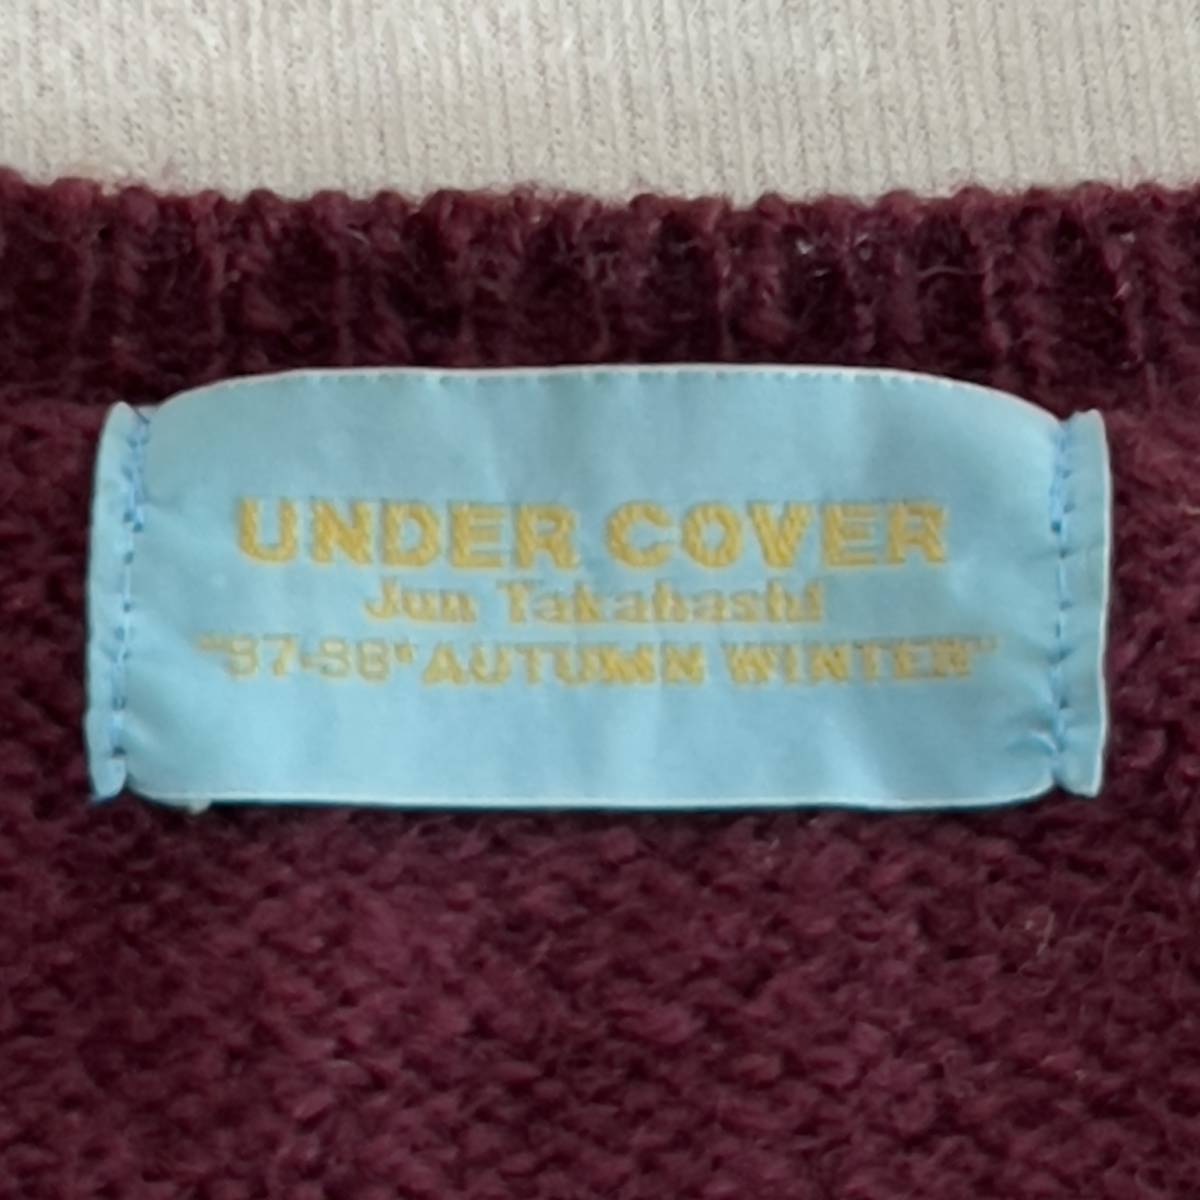 UNDER COVER
Jun Takahashi
"97-98" AUTUMN WINTER"